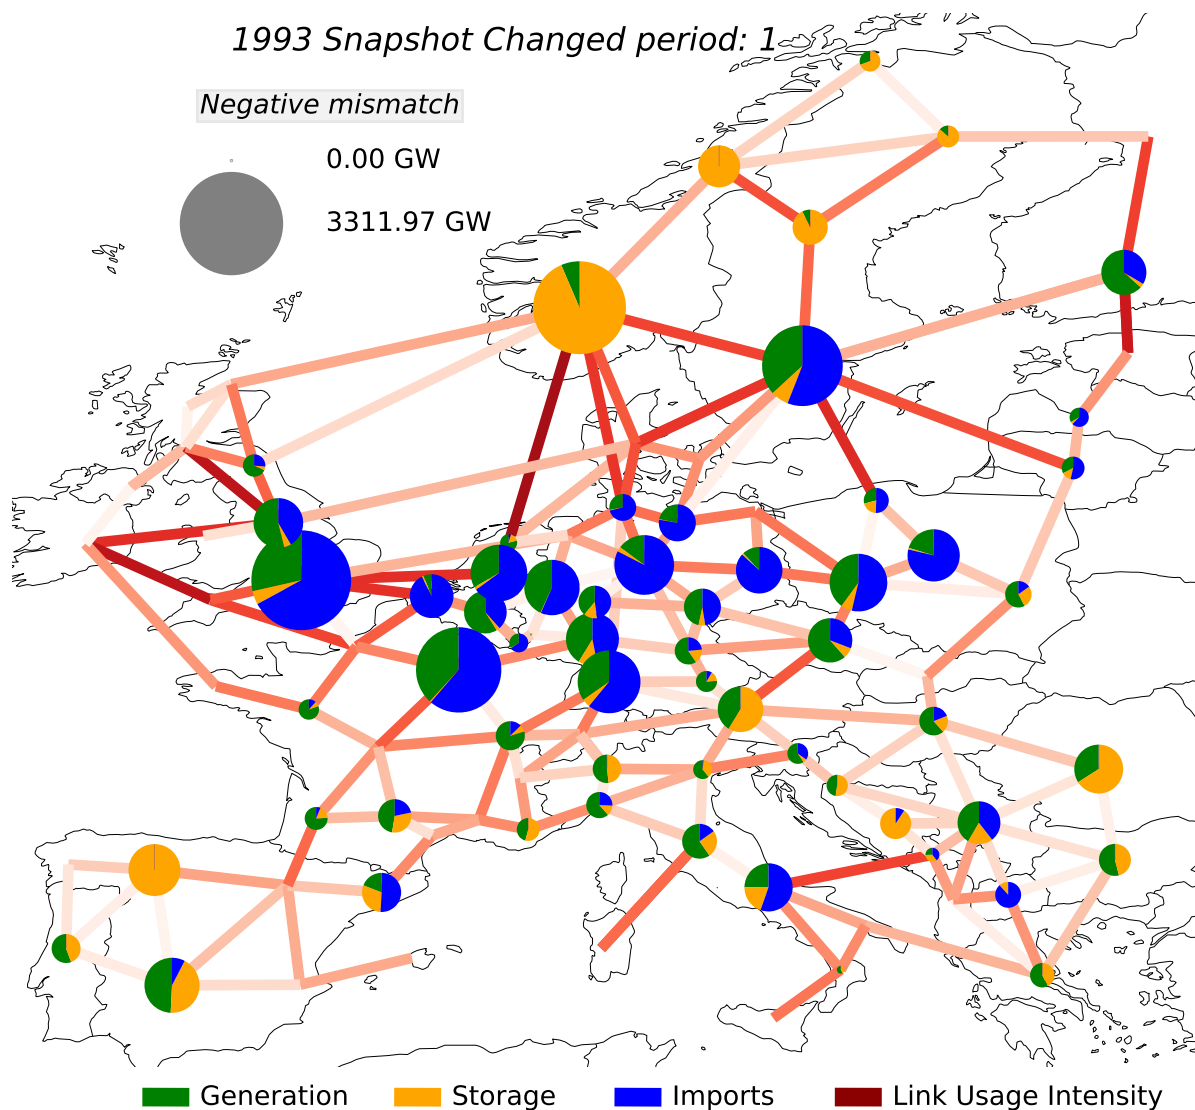 1993 Snapshot Changed period: 1
Negative mismatch
0.00 GW
3311.97 GW
Generation Storage Imports Link Usage Intensity